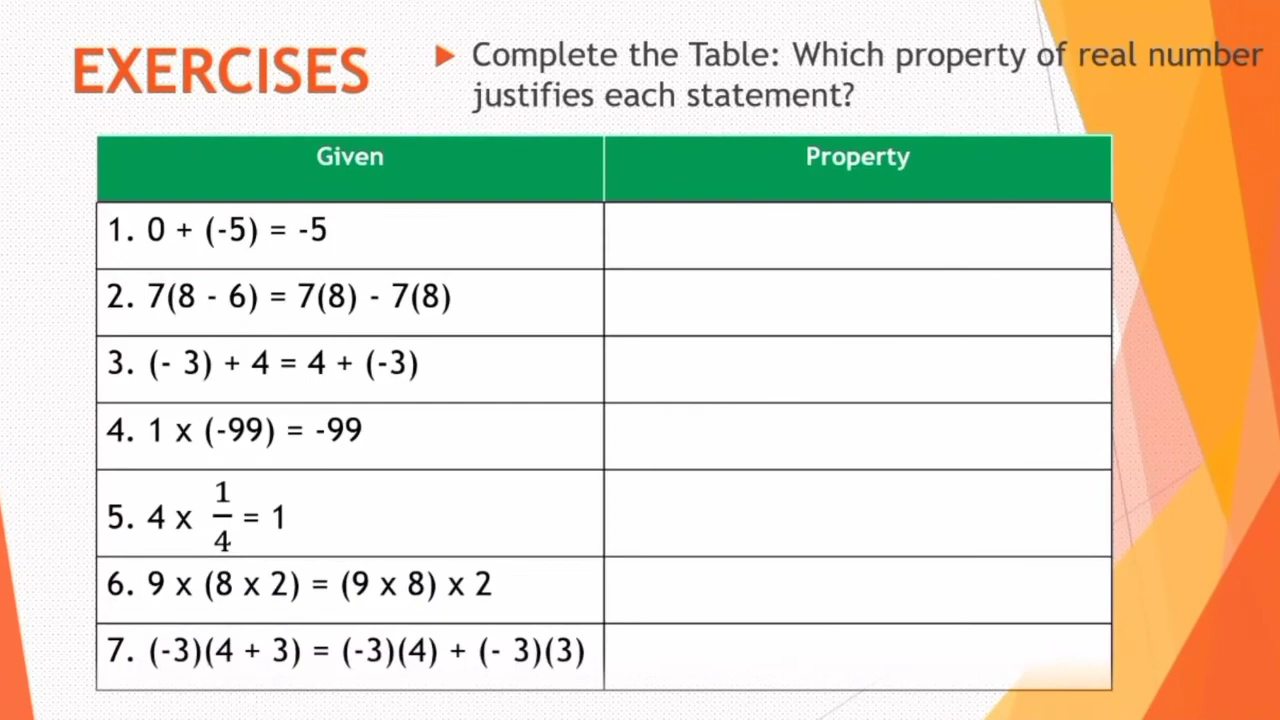 EXERCISES
Complete the Table: Which property of real number
justifies each statement?
Given Property
1. 0 + (-5) = -5
2. 7(8 - 6) = 7(8) - 7(8)
3. (- 3) + 4 = 4 + (-3)
4. 1 x (-99) = -99
5. 4 x 1/4 = 1
6. 9 x (8 x 2) = (9 x 8) x 2
7. (-3)(4 + 3) = (-3)(4) + (- 3)(3)